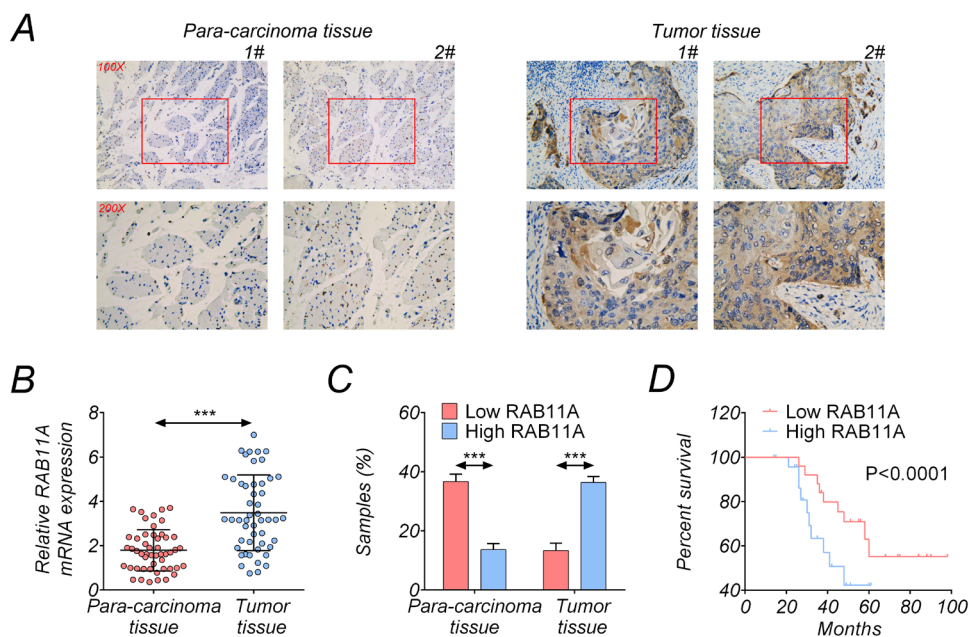 A
Para-carcinoma tissue
Tumor tissue
1#
2#
1#
2#
100X
200X
B
Relative RAB11A
mRNA expression
8
6
4
2
0
***
Para-carcinoma
tissue
Tumor
tissue
C
Low RAB11A
High RAB11A
Samples (%)
60
40
20
0
***
***
Para-carcinoma
tissue
Tumor
tissue
D
Low RAB11A
High RAB11A
P<0.0001
Percent survival
120
100
80
60
40
0
20
40
60
80
100
Months